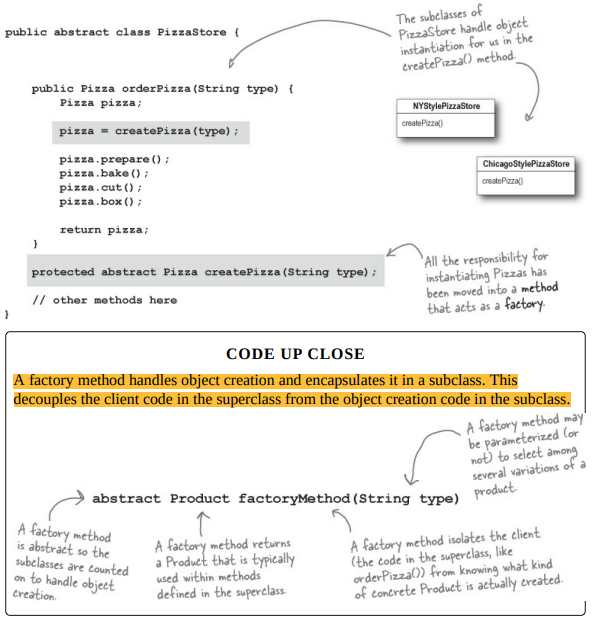 public abstract class PizzaStore {
The subclasses of
PizzaStore handle object
instantiation for us in the
createPizza() method.
public Pizza orderPizza(String type) {
Pizza pizza;
pizza = createPizza(type);
pizza.prepare();
pizza.bake();
pizza.cut();
pizza.box();
return pizza;
}
NYStylePizzaStore
createPizza()
ChicagoStylePizzaStore
createPizza()
protected abstract Pizza createPizza(String type);
// other methods here
}
All the responsibility for
instantiating Pizzas has
been moved into a method
that acts as a factory.
CODE UP CLOSE
A factory method handles object creation and encapsulates it in a subclass. This
decouples the client code in the superclass from the object creation code in the subclass.
A factory method may
be parameterized (or
not) to select among
several variations of a
product.
abstract Product factoryMethod(String type)
A factory method
is abstract so the
subclasses are counted
on to handle object
creation.
A factory method returns
a Product that is typically
used within methods
defined in the superclass.
A factory method isolates the client
(the code in the superclass, like
orderPizza()) from knowing what kind
of concrete Product is actually created.